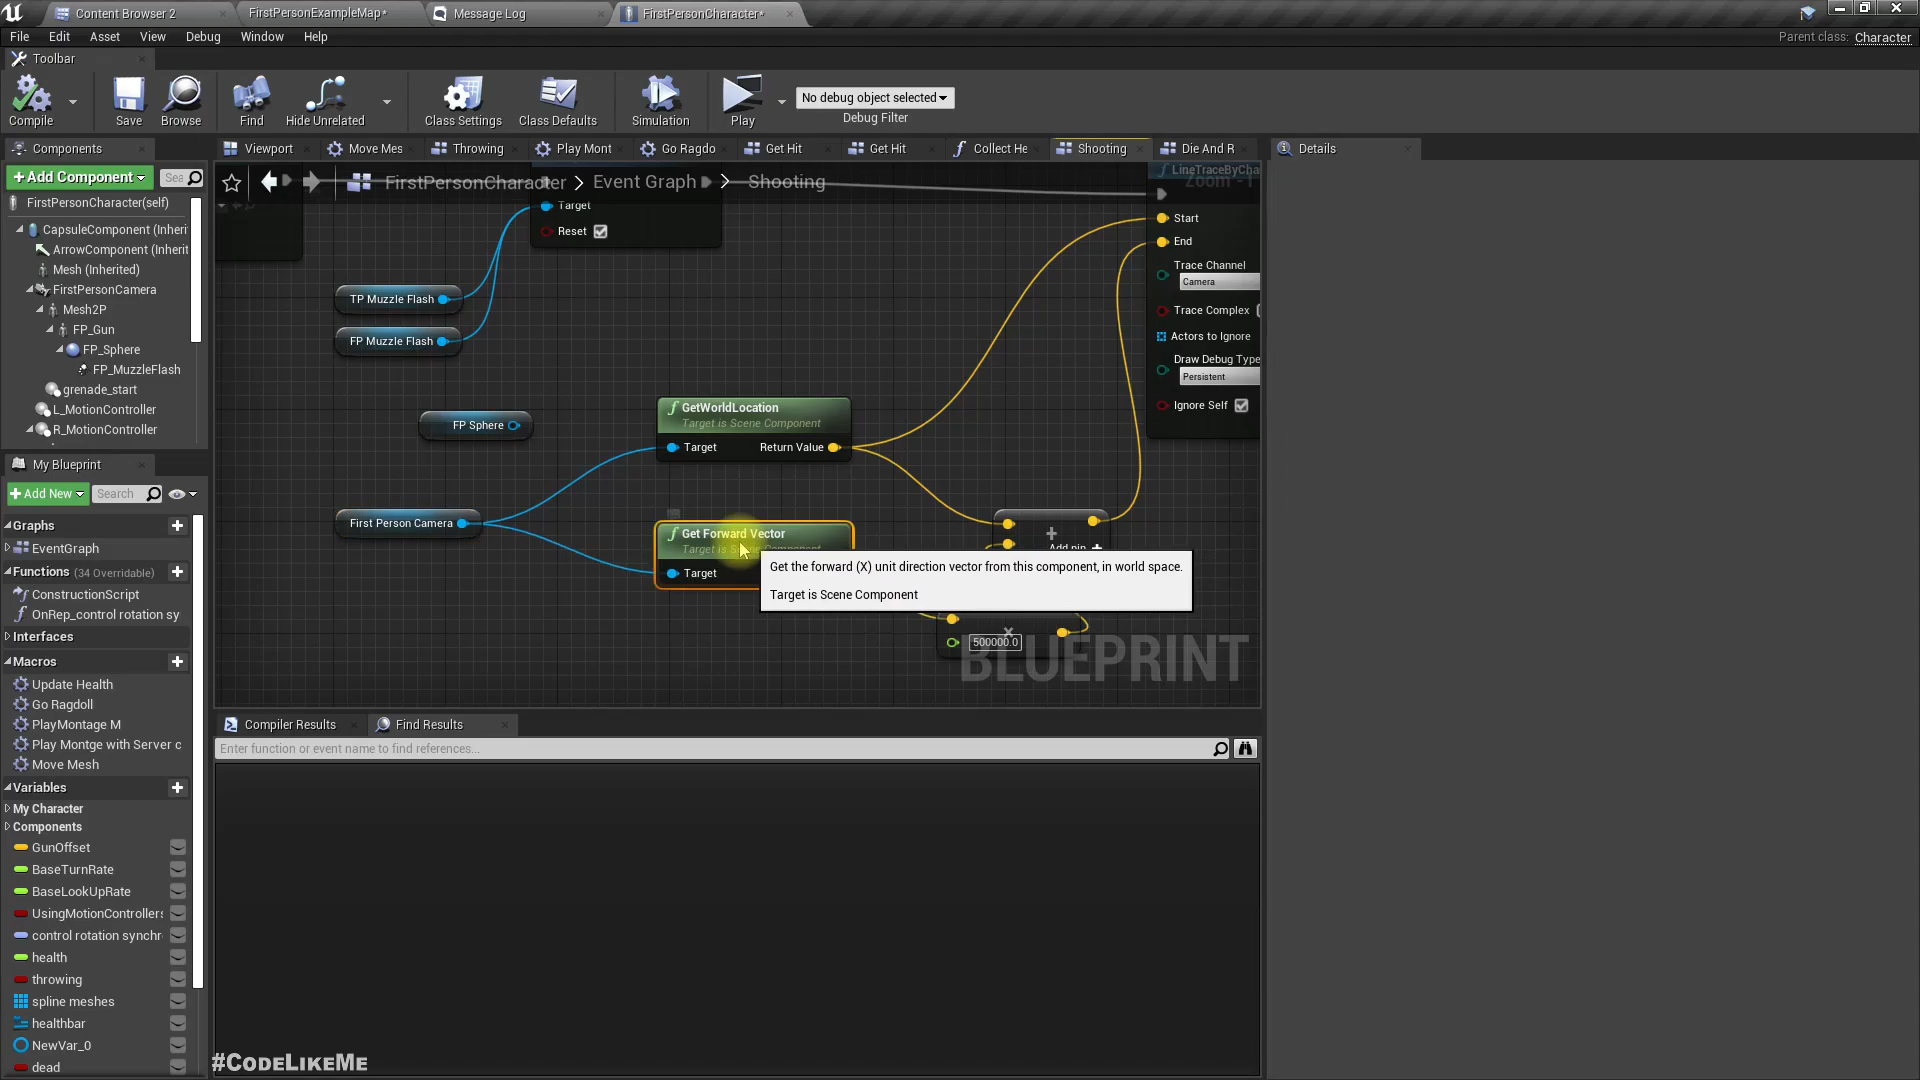 Content Browser 2
FirstPersonExampleMap*
Message Log
FirstPersonCharacter*
File Edit Asset View Debug Window Help
Parent class: Character
Toolbar
Compile
Save
Browse
Find
Hide Unrelated
Class Settings
Class Defaults
Simulation
Play
No debug object selected
Debug Filter
Components
Viewport
Move Mes
Throwing
Play Mont
Go Ragdo
Get Hit
Get Hit
Collect He
Shooting
Die And R
Details
+Add Component
Sea
FirstPersonCharacter(self)
CapsuleComponent (Inheri
ArrowComponent (Inherit
Mesh (Inherited)
FirstPersonCamera
Mesh2P
FP_Gun
FP_Sphere
FP_MuzzleFlash
grenade_start
L_MotionController
R_MotionController
FirstPersonCharacter > Event Graph > Shooting
Zoom -1
LineTraceByCha
Target
Reset
TP Muzzle Flash
FP Muzzle Flash
FP Sphere
First Person Camera
GetWorldLocation
Target is Scene Component
Target
Return Value
Get Forward Vector
Target is Scene Component
Target
Get the forward (X) unit direction vector from this component, in world space.
Target is Scene Component
Add pin +
500000.0
Start
End
Trace Channel
Camera
Trace Complex
Actors to Ignore
Draw Debug Type
Persistent
Ignore Self
BLUEPRINT
My Blueprint
+Add New
Search
Graphs
EventGraph
Functions (34 Overridable)
ConstructionScript
OnRep_control rotation sy
Interfaces
Macros
Update Health
Go Ragdoll
PlayMontage M
Play Montge with Server c
Move Mesh
Variables
My Character
Components
GunOffset
BaseTurnRate
BaseLookUpRate
UsingMotionControllers
control rotation synchr
health
throwing
spline meshes
healthbar
NewVar_0
dead
Compiler Results
Find Results
Enter function or event name to find references...
#CodeLikeMe